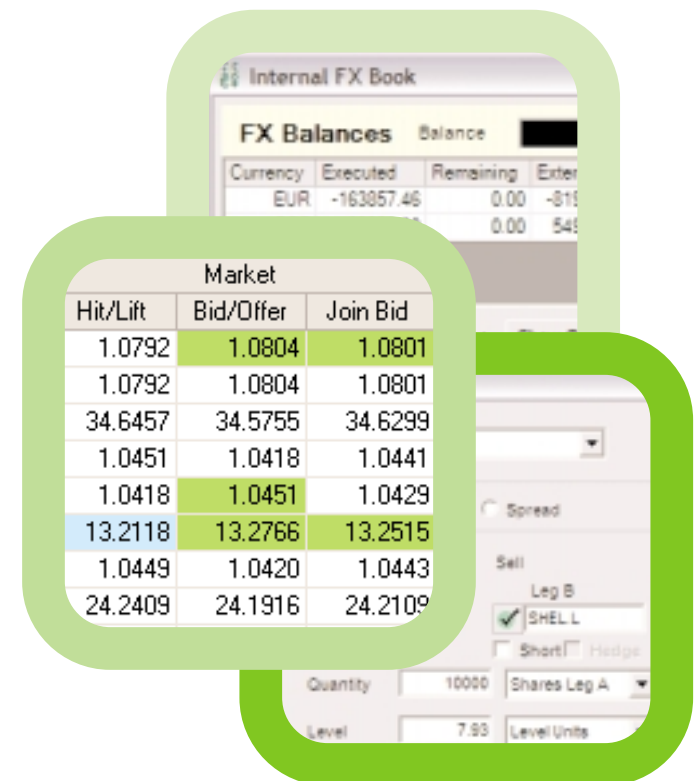 Internal FX Book
FX Balances Balance
Currency Executed Remaining
EUR -163857.46 0.00
0.00
Market
Hit/Lift Bid/Offer Join Bid
1.0792 1.0804 1.0801
1.0792 1.0804 1.0801
34.6457 34.5755 34.6299
1.0451 1.0418 1.0441
1.0418 1.0451 1.0429
13.2118 13.2766 13.2515
1.0449 1.0420 1.0443
24.2409 24.1916 24.2109
Spread
Sell
Leg B
SHEL.L
Short Hedge
Quantity 10000 Shares Leg A
Level 7.93 Level Units